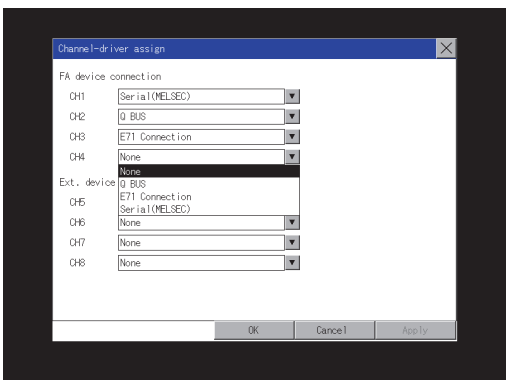 Channel-driver assign
FA device connection
CH1 Serial(MELSEC)
CH2 Q BUS
CH3 E71 Connection
CH4 None
None
Ext. device Q BUS
E71 Connection
CH5
Serial(MELSEC)
CH6 None
CH7 None
CH8 None
OK Cancel Apply